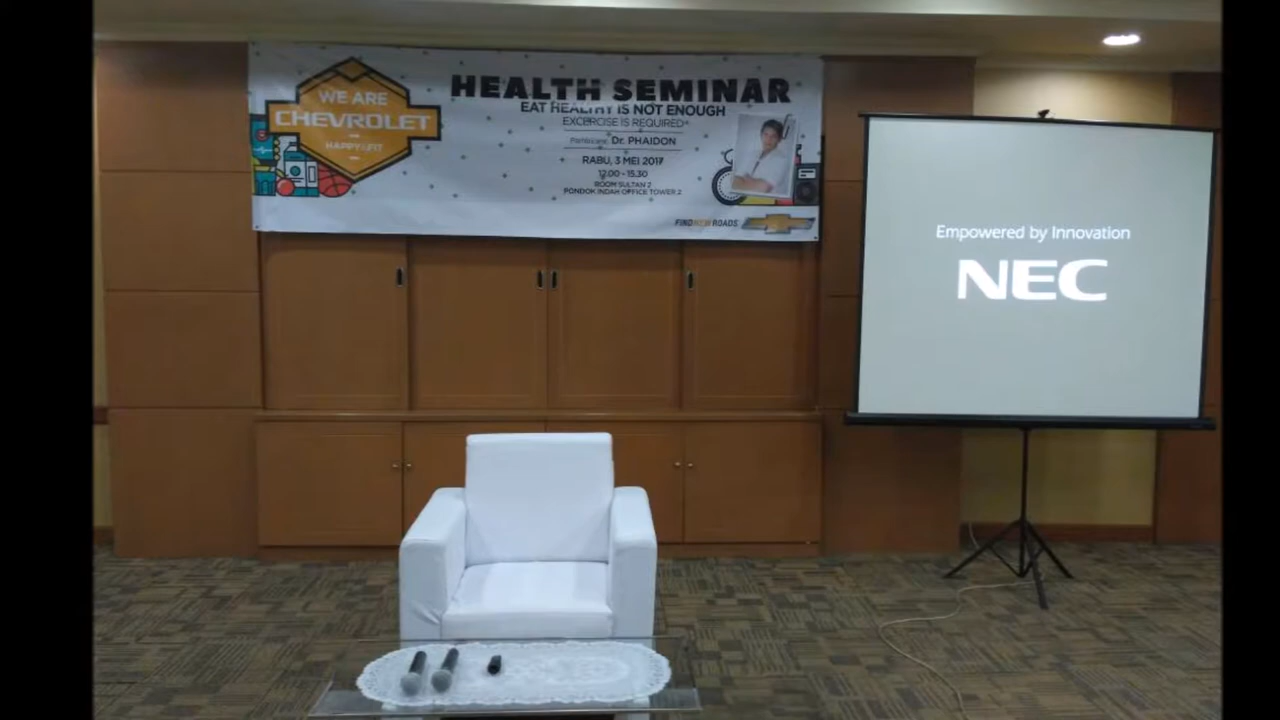 WE ARE
CHEVROLET
HAPPY&FIT
HEALTH SEMINAR
EAT HEALTHY IS NOT ENOUGH
EXCERCISE IS REQUIRED
Dr. PHAIDON
RABU, 3 MEI 2017
12.00 - 15.30
ROOM SULTAN 2
PONDOK INDAH OFFICE TOWER 2
FIND NEW ROADS
Empowered by Innovation
NEC